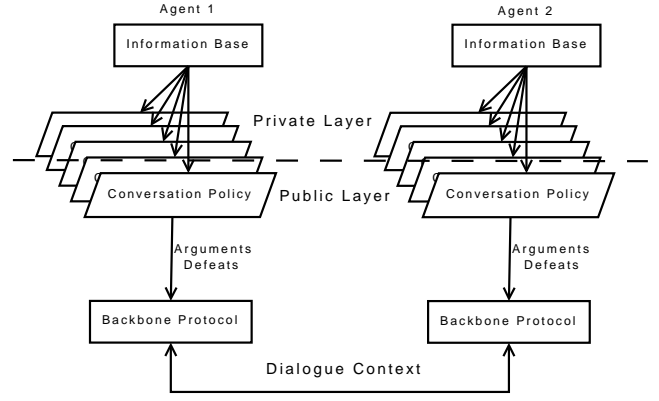 Agent 1
Agent 2
Information Base
Information Base
Private Layer
Conversation Policy
Public Layer
Conversation Policy
Arguments
Defeats
Arguments
Defeats
Backbone Protocol
Backbone Protocol
Dialogue Context